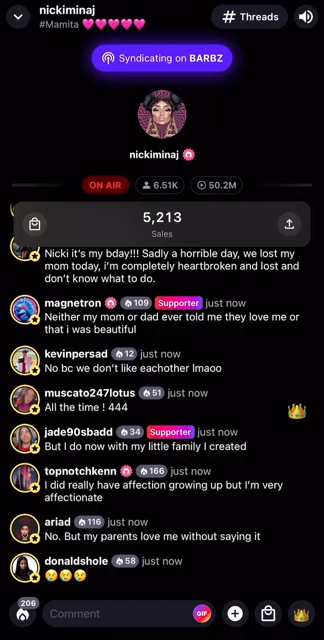 nickiminaj
#Mamita 💗💗💗💗💗
# Threads
Syndicating on BARBZ
nickiminaj
ON AIR
6.51K
50.2M
5,213
Sales
Nicki it's my bday!!! Sadly a horrible day, we lost my
mom today, i'm completely heartbroken and lost and
don't know what to do.
magnetron 109 Supporter just now
Neither my mom or dad ever told me they love me or
that i was beautiful
kevinpersad 12 just now
No bc we don't like eachother lmaoo
muscato247lotus 51 just now
All the time ! 444
jade90sbadd 34 Supporter just now
But I do now with my little family I created
topnotchkenn 166 just now
I did really have affection growing up but I'm very
affectionate
ariad 116 just now
No. But my parents love me without saying it
donaldshole 58 just now
😢😢😢
206
Comment
GIF